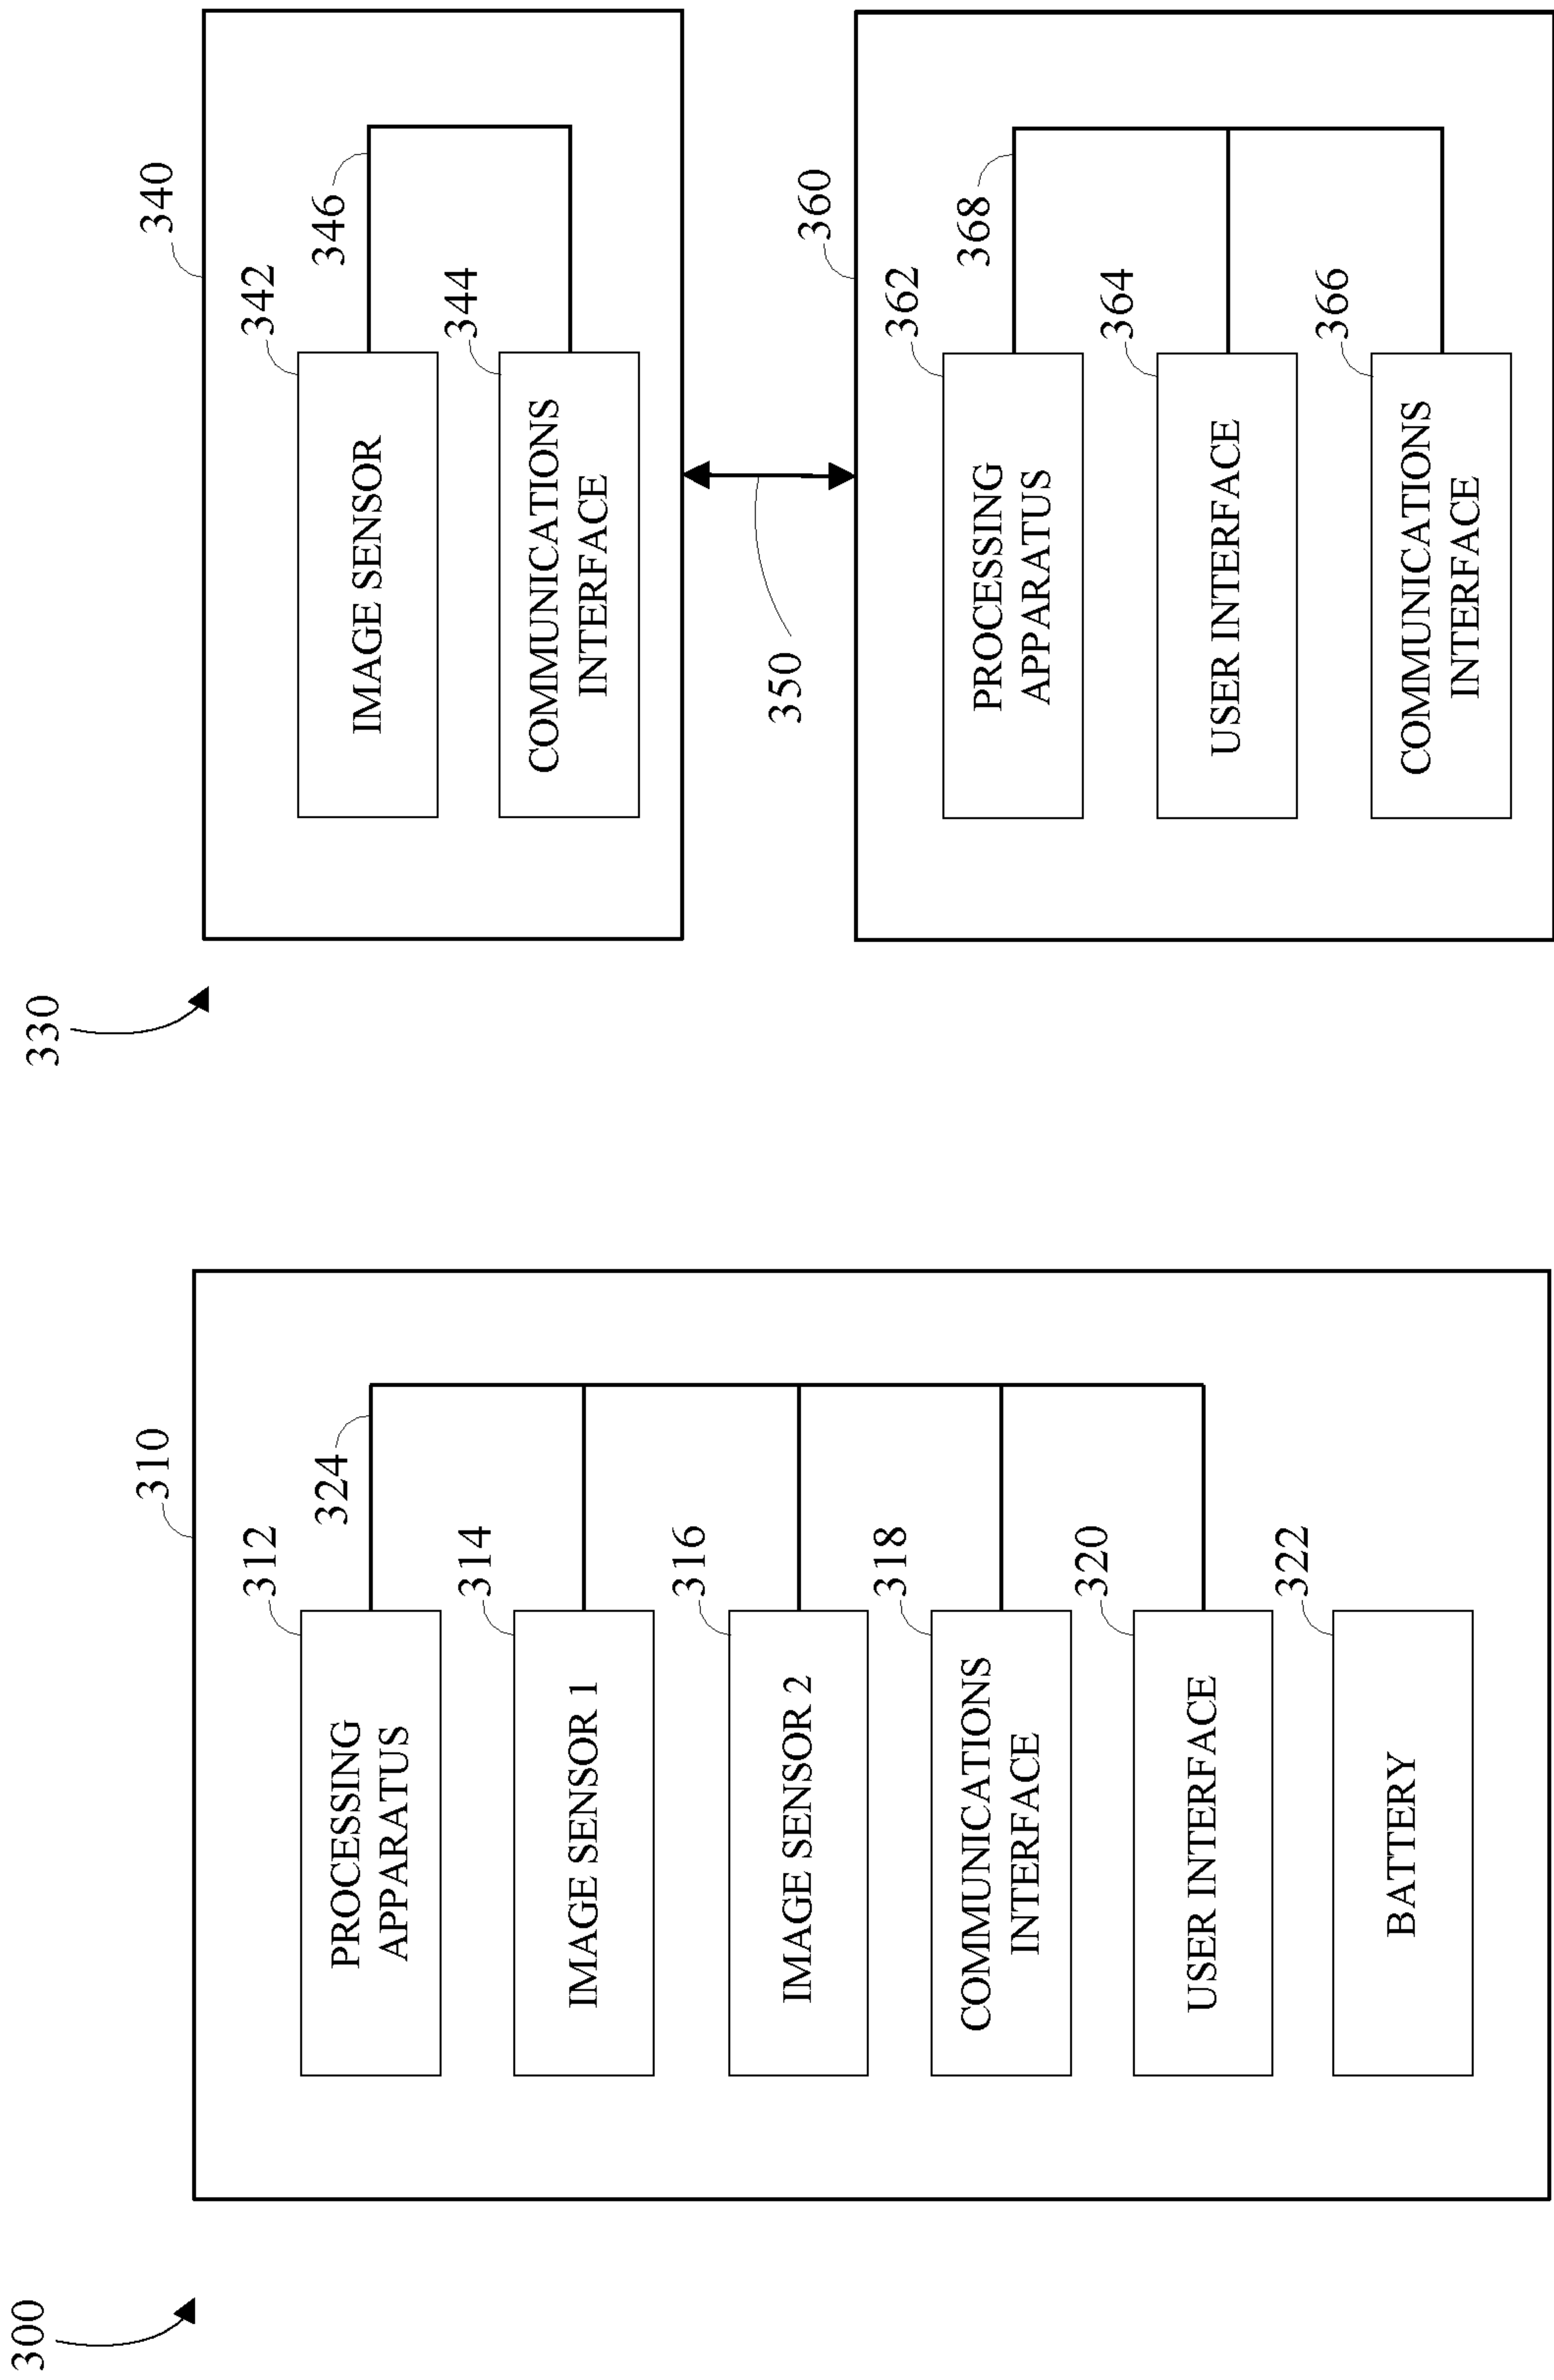 300
310
312
324
PROCESSING
APPARATUS
314
IMAGE SENSOR 1
316
IMAGE SENSOR 2
318
COMMUNICATIONS
INTERFACE
320
USER INTERFACE
322
BATTERY
330
340
342
346
IMAGE SENSOR
344
COMMUNICATIONS
INTERFACE
350
360
362
368
PROCESSING
APPARATUS
364
USER INTERFACE
366
COMMUNICATIONS
INTERFACE